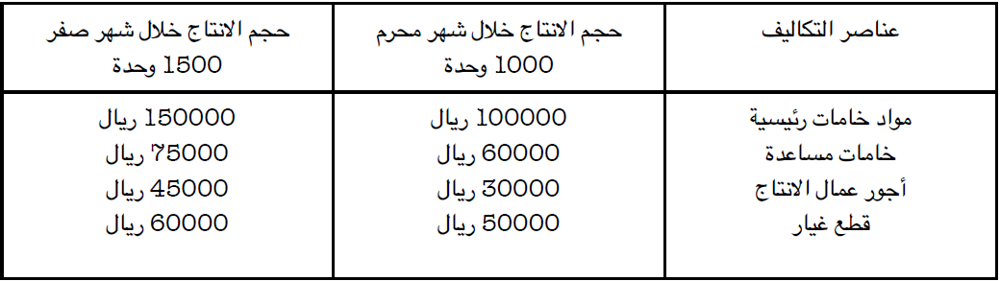 عناصر التكاليف
حجم الانتاج خلال شهر محرم
1000 وحدة
حجم الانتاج خلال شهر صفر
1500 وحدة
مواد خامات رئيسية
خامات مساعدة
أجور عمال الانتاج
قطع غيار
100000 ريال
60000 ريال
30000 ريال
50000 ريال
150000 ريال
75000 ريال
45000 ريال
60000 ريال